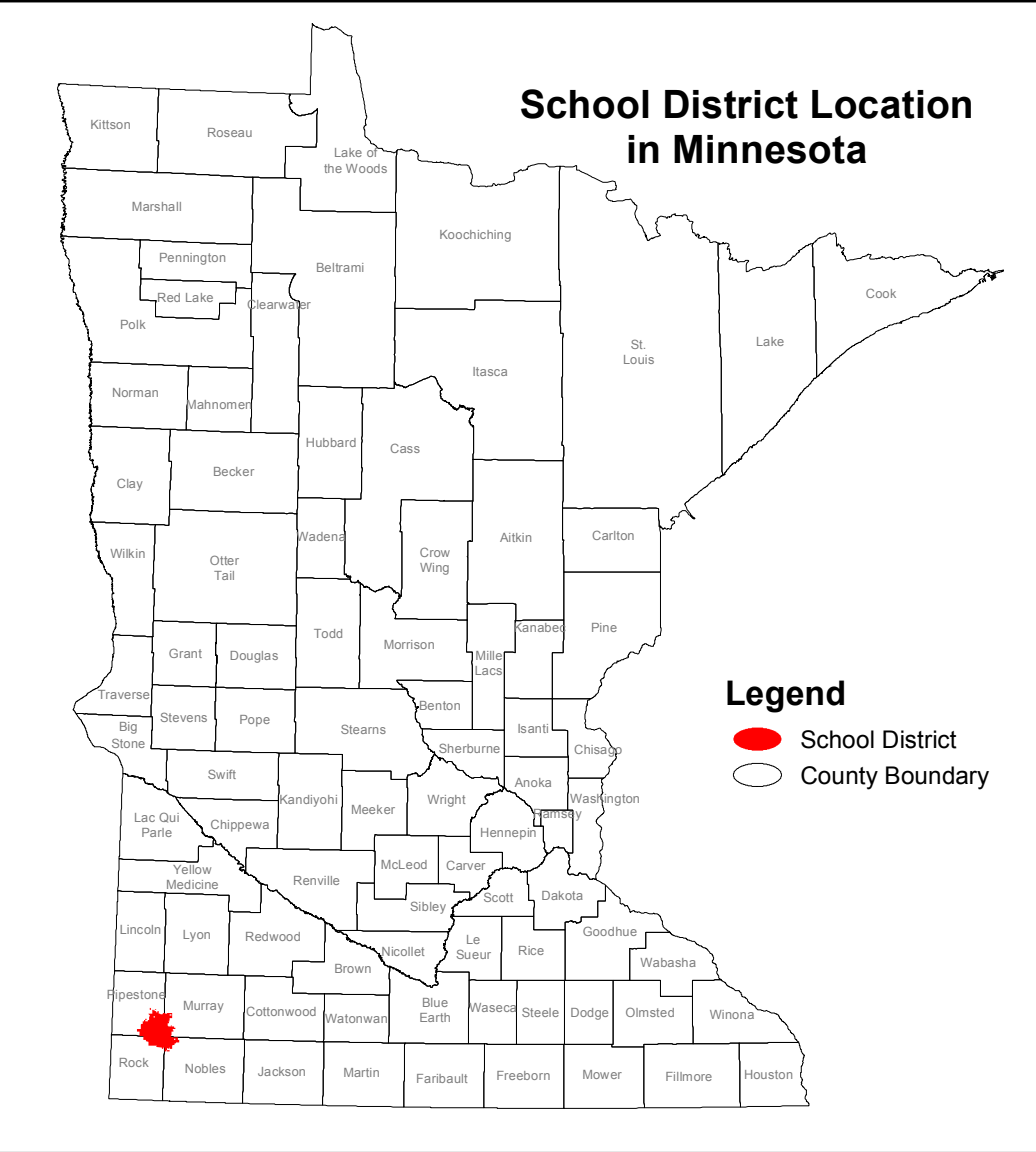 School District Location
in Minnesota
Kittson
Roseau
Lake of
the Woods
Marshall
Koochiching
Pennington
Beltrami
Red Lake
Clearwater
Cook
Polk
St.
Louis
Lake
Itasca
Norman
Mahnomen
Hubbard
Cass
Becker
Clay
Wadena
Aitkin
Carlton
Wilkin
Crow
Wing
Otter
Tail
Todd
Kanabec
Pine
Morrison
Grant
Douglas
Mille
Lacs
Traverse
Benton
Stevens
Pope
Stearns
Isanti
Big
Stone
Sherburne
Chisago
Swift
Anoka
Kandiyohi
Meeker
Wright
Washington
Ramsey
Lac Qui
Parle
Chippewa
Hennepin
McLeod
Carver
Yellow
Medicine
Renville
Scott
Dakota
Sibley
Lincoln
Lyon
Redwood
Goodhue
Le
Sueur
Rice
Nicollet
Brown
Wabasha
Pipestone
Murray
Cottonwood
Watonwan
Blue
Earth
Waseca
Steele
Dodge
Olmsted
Winona
Rock
Nobles
Jackson
Martin
Faribault
Freeborn
Mower
Fillmore
Houston
Legend
School District
County Boundary